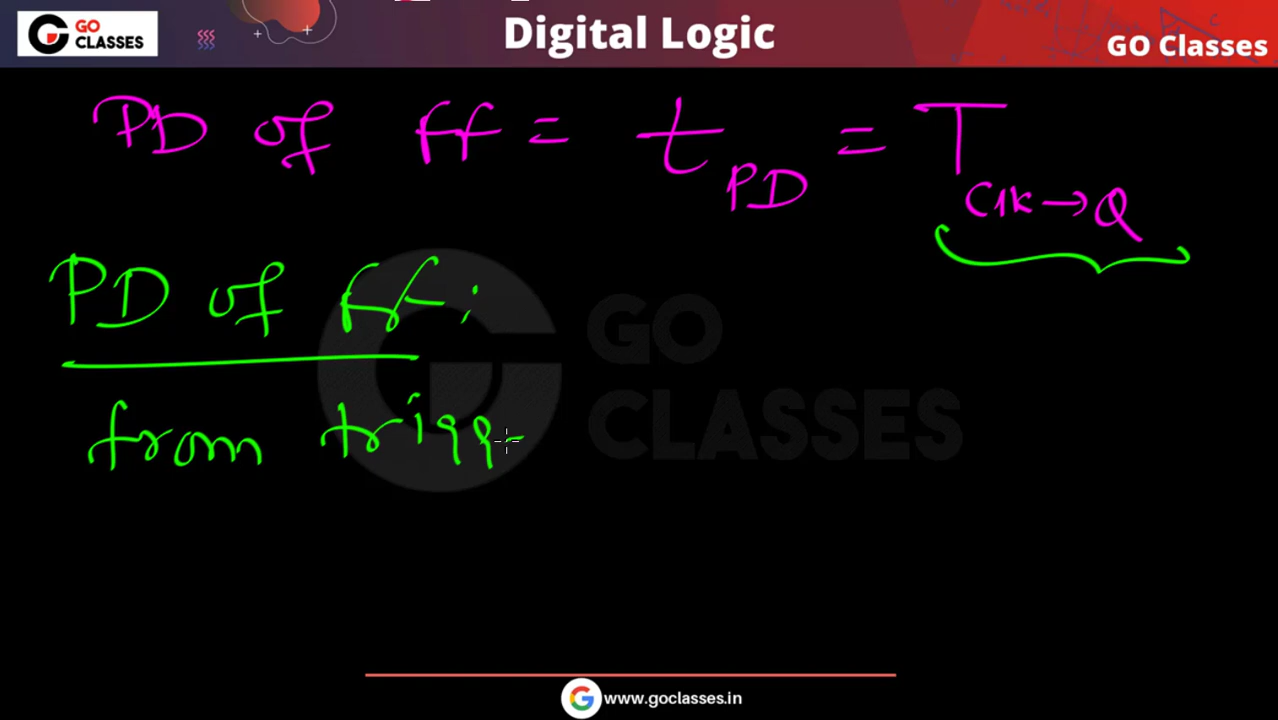 GO CLASSES
Digital Logic
GO Classes
PD of ff = t PD = T Clk→Q
PD of ff :
from trigg
GO CLASSES
www.goclasses.in